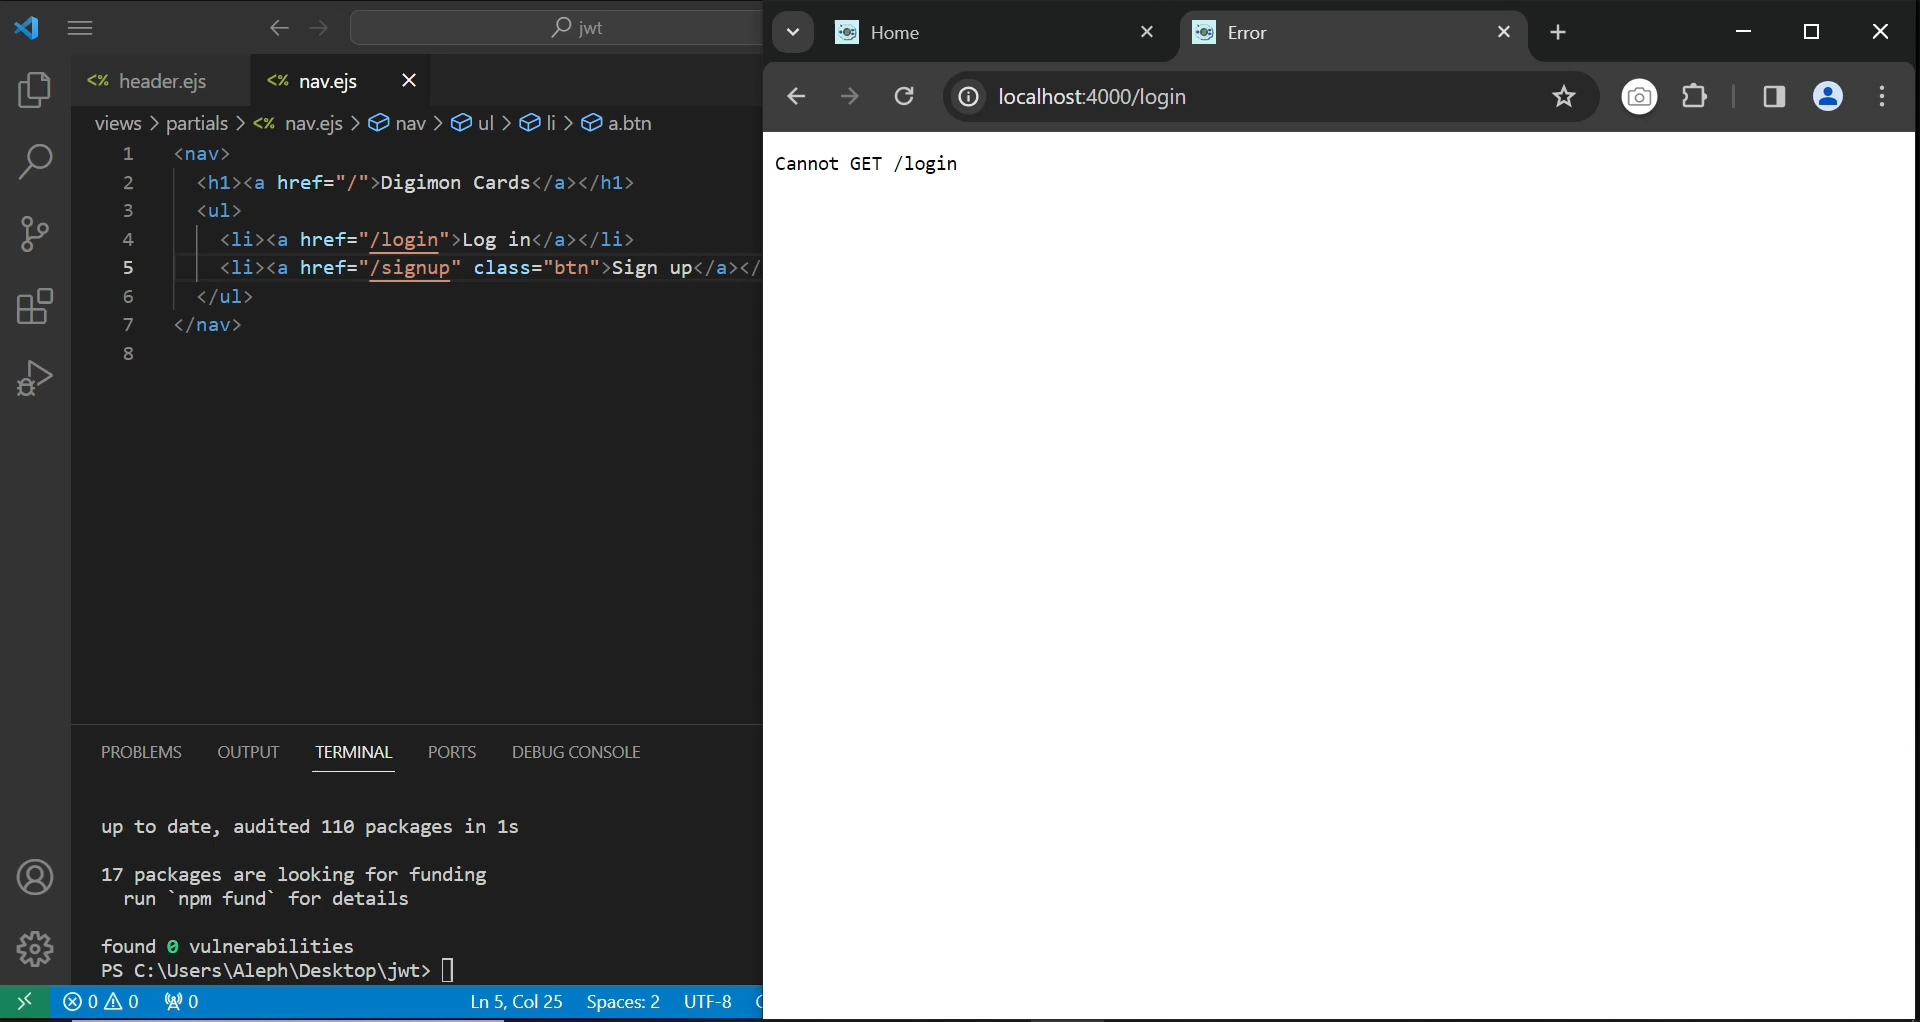 jwt
header.ejs
nav.ejs
views > partials > <% nav.ejs > nav > ul > li > a.btn
1 <nav>
2 <h1><a href="/">Digimon Cards</a></h1>
3 <ul>
4 <li><a href="/login">Log in</a></li>
5 <li><a href="/signup" class="btn">Sign up</a></
6 </ul>
7 </nav>
8
PROBLEMS OUTPUT TERMINAL PORTS DEBUG CONSOLE
up to date, audited 110 packages in 1s
17 packages are looking for funding
run `npm fund` for details
found 0 vulnerabilities
PS C:\Users\Aleph\Desktop\jwt>
0 0 0 Ln 5, Col 25 Spaces: 2 UTF-8
Home
Error
localhost:4000/login
Cannot GET /login